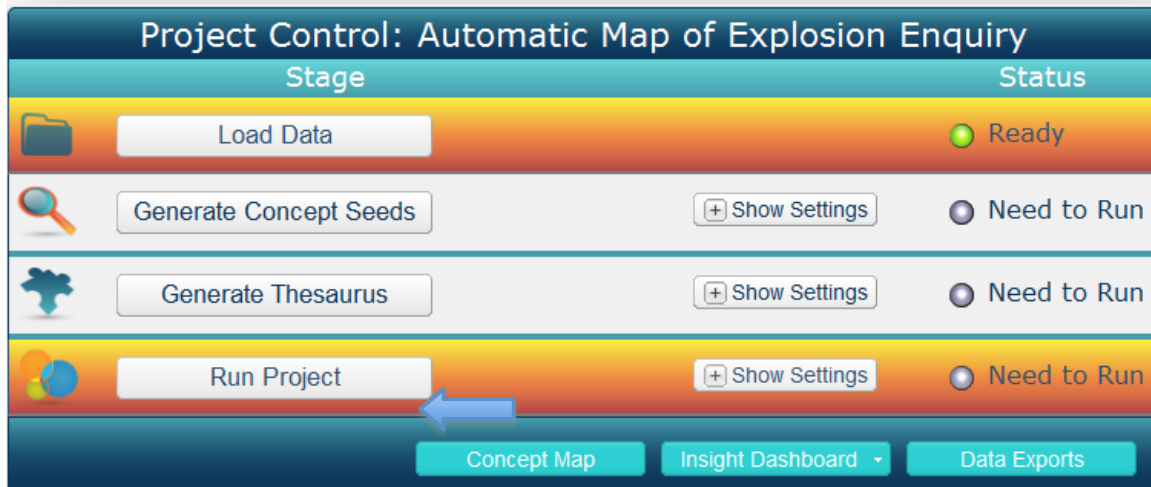 Project Control: Automatic Map of Explosion Enquiry
Stage Status
Load Data Ready
Generate Concept Seeds + Show Settings Need to Run
Generate Thesaurus + Show Settings Need to Run
Run Project + Show Settings Need to Run
Concept Map Insight Dashboard Data Exports